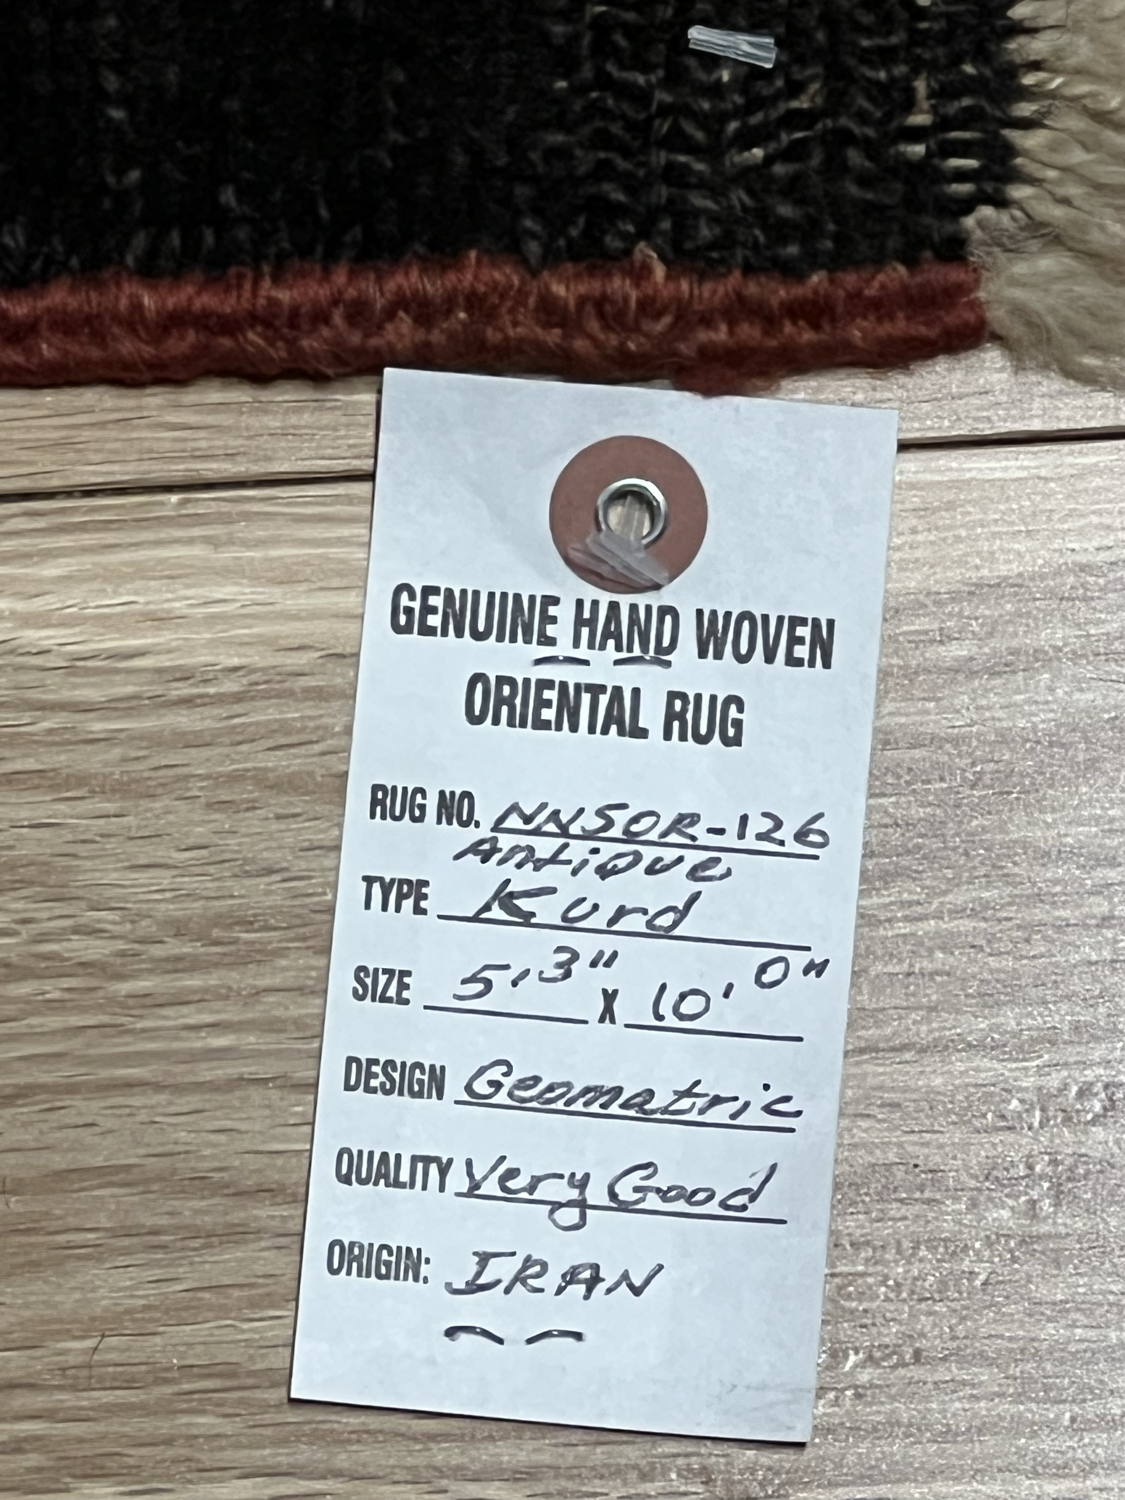 GENUINE HAND WOVEN
ORIENTAL RUG
RUG NO. NNSOR-126
Antique
TYPE Kurd
SIZE 5'3" X 10'0"
DESIGN Geomatric
QUALITY Very Good
ORIGIN: IRAN